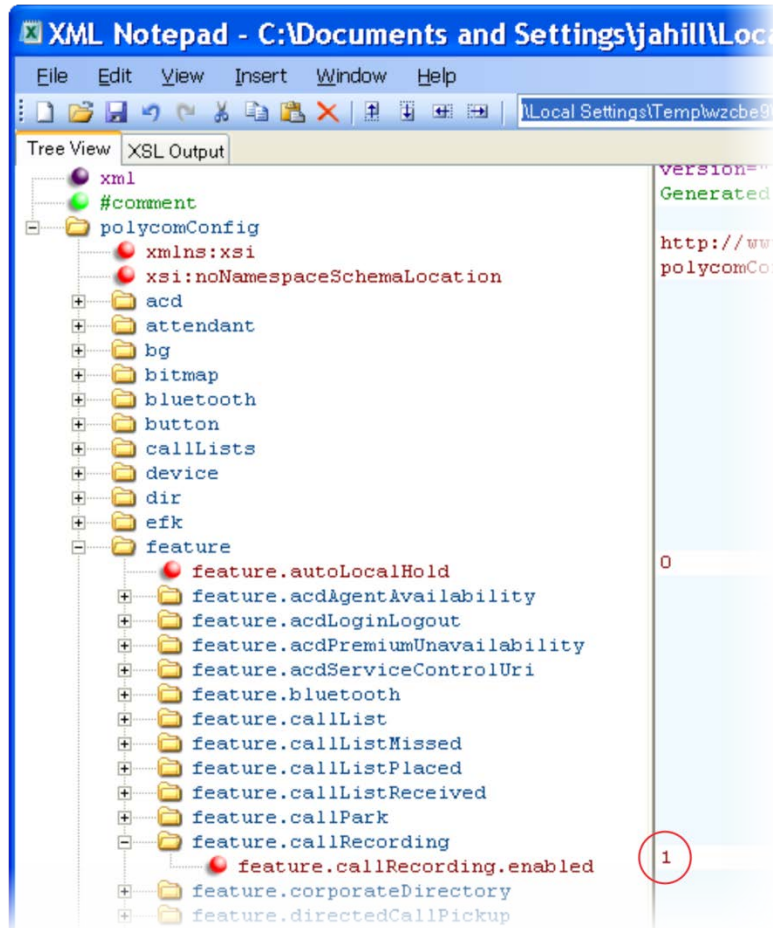 XML Notepad - C:\Documents and Settings\jahill\Loca
File Edit View Insert Window Help
\Local Settings\Temp\wzcbe9
Tree View XSL Output
xml version="
#comment Generated
polycomConfig
xmlns:xsi http://ww
xsi:noNamespaceSchemaLocation polycomCo
acd
attendant
bg
bitmap
bluetooth
button
callLists
device
dir
efk
feature
feature.autoLocalHold 0
feature.acdAgentAvailability
feature.acdLoginLogout
feature.acdPremiumUnavailability
feature.acdServiceControlUri
feature.bluetooth
feature.callList
feature.callListMissed
feature.callListPlaced
feature.callListReceived
feature.callPark
feature.callRecording
feature.callRecording.enabled 1
feature.corporateDirectory
feature.directedCallPickup